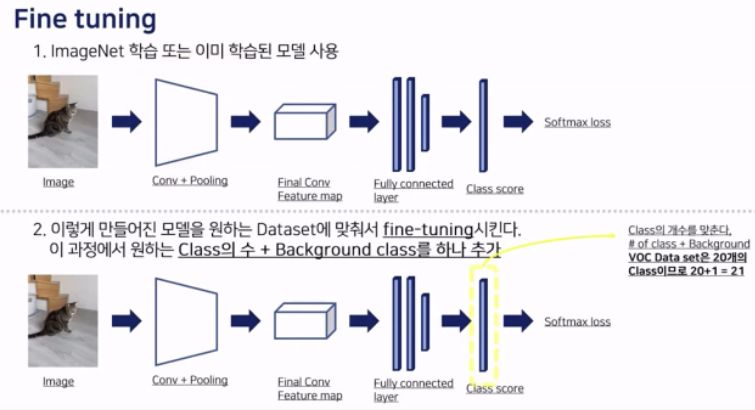 Fine tuning
1. ImageNet 학습 또는 이미 학습된 모델 사용
Image
Conv + Pooling
Final Conv
Feature map
Fully connected
layer
Class score
Softmax loss
2. 이렇게 만들어진 모델을 원하는 Dataset에 맞춰서 fine-tuning시킨다.
이 과정에서 원하는 Class의 수 + Background class를 하나 추가
Class의 개수를 맞춘다.
# of class + Background
VOC Data set은 20개의
Class이므로 20+1 = 21
Image
Conv + Pooling
Final Conv
Feature map
Fully connected
layer
Class score
Softmax loss